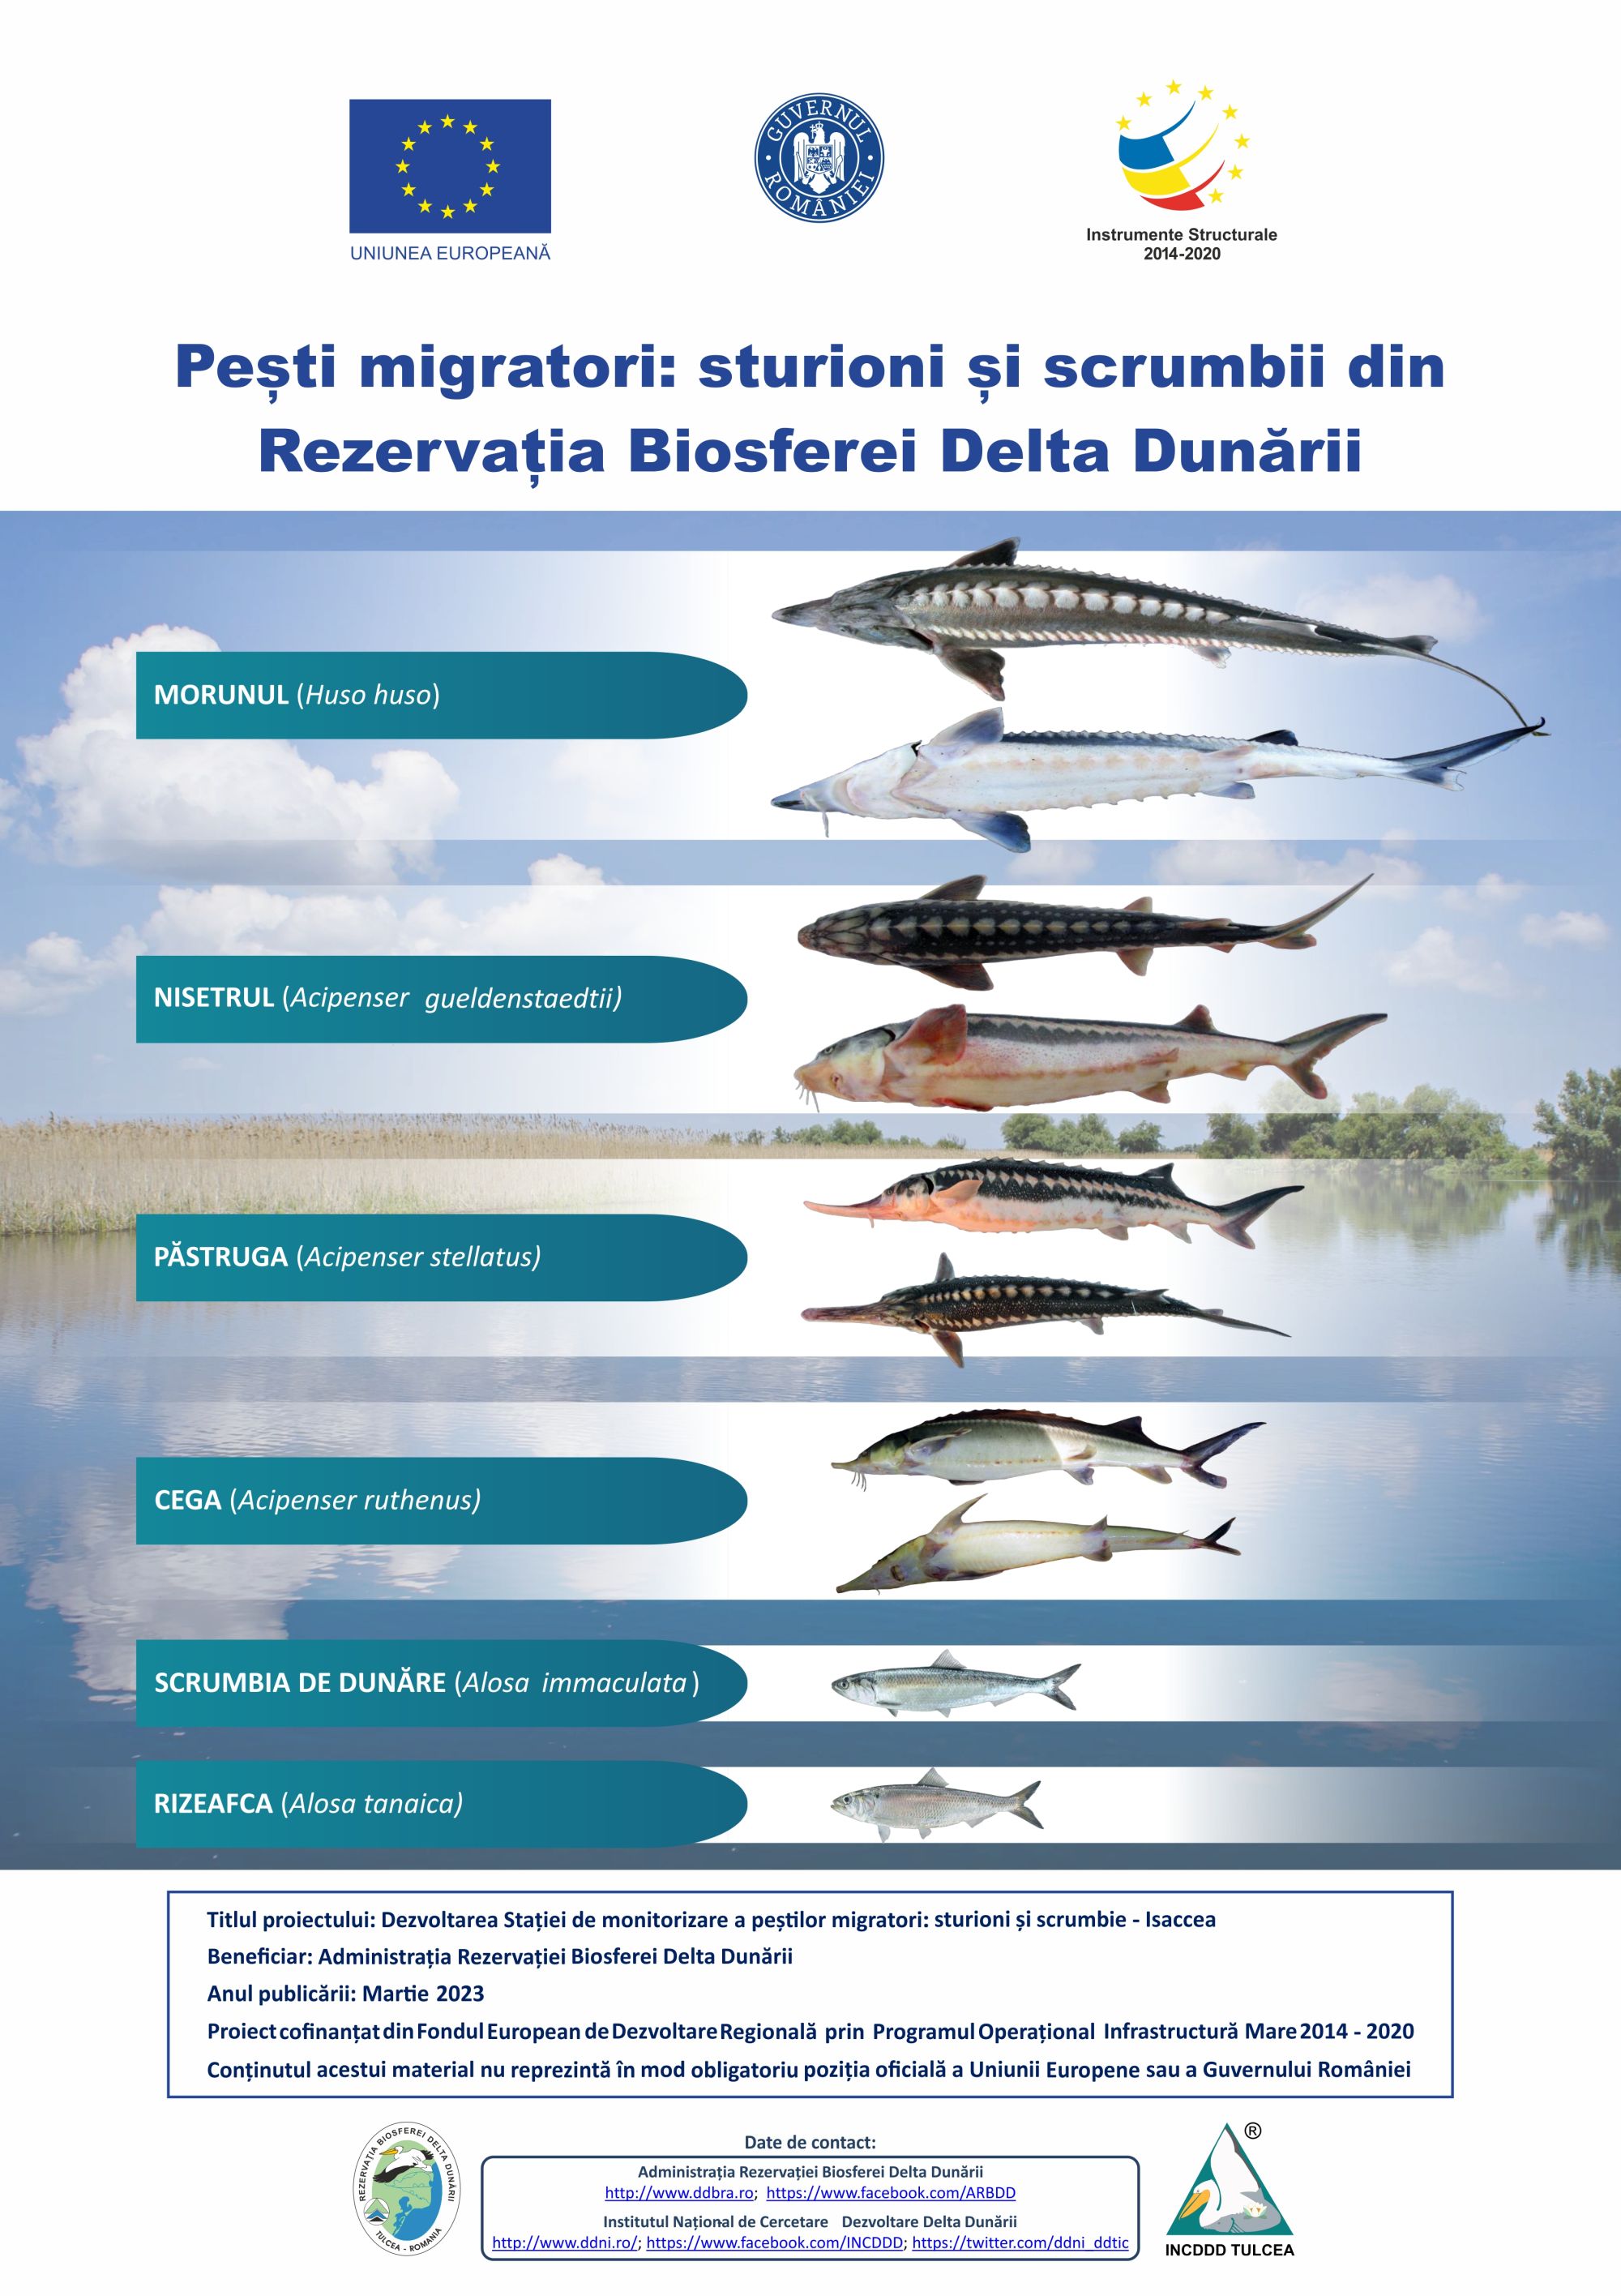 UNIUNEA EUROPEANĂ
GUVERNUL ROMÂNIEI
Instrumente Structurale
2014-2020
Pești migratori: sturioni și scrumbii din
Rezervația Biosferei Delta Dunării
MORUNUL (Huso huso)
NISETRUL (Acipenser gueldenstaedtii)
PĂSTRUGA (Acipenser stellatus)
CEGA (Acipenser ruthenus)
SCRUMBIA DE DUNĂRE (Alosa immaculata)
RIZEAFCA (Alosa tanaica)
Titlul proiectului: Dezvoltarea Stației de monitorizare a peștilor migratori: sturioni și scrumbie - Isaccea
Beneficiar: Administrația Rezervației Biosferei Delta Dunării
Anul publicării: Martie 2023
Proiect cofinanțat din Fondul European de Dezvoltare Regională prin Programul Operațional Infrastructură Mare 2014 - 2020
Conținutul acestui material nu reprezintă în mod obligatoriu poziția oficială a Uniunii Europene sau a Guvernului României
REZERVAȚIA BIOSFEREI DELTA DUNĂRII
TULCEA - ROMANIA
Date de contact:
Administrația Rezervației Biosferei Delta Dunării
http://www.ddbra.ro; https://www.facebook.com/ARBDD
Institutul Național de Cercetare Dezvoltare Delta Dunării
http://www.ddni.ro/; https://www.facebook.com/INCDDD; https://twitter.com/ddni_ddtic
®
INCDDD TULCEA